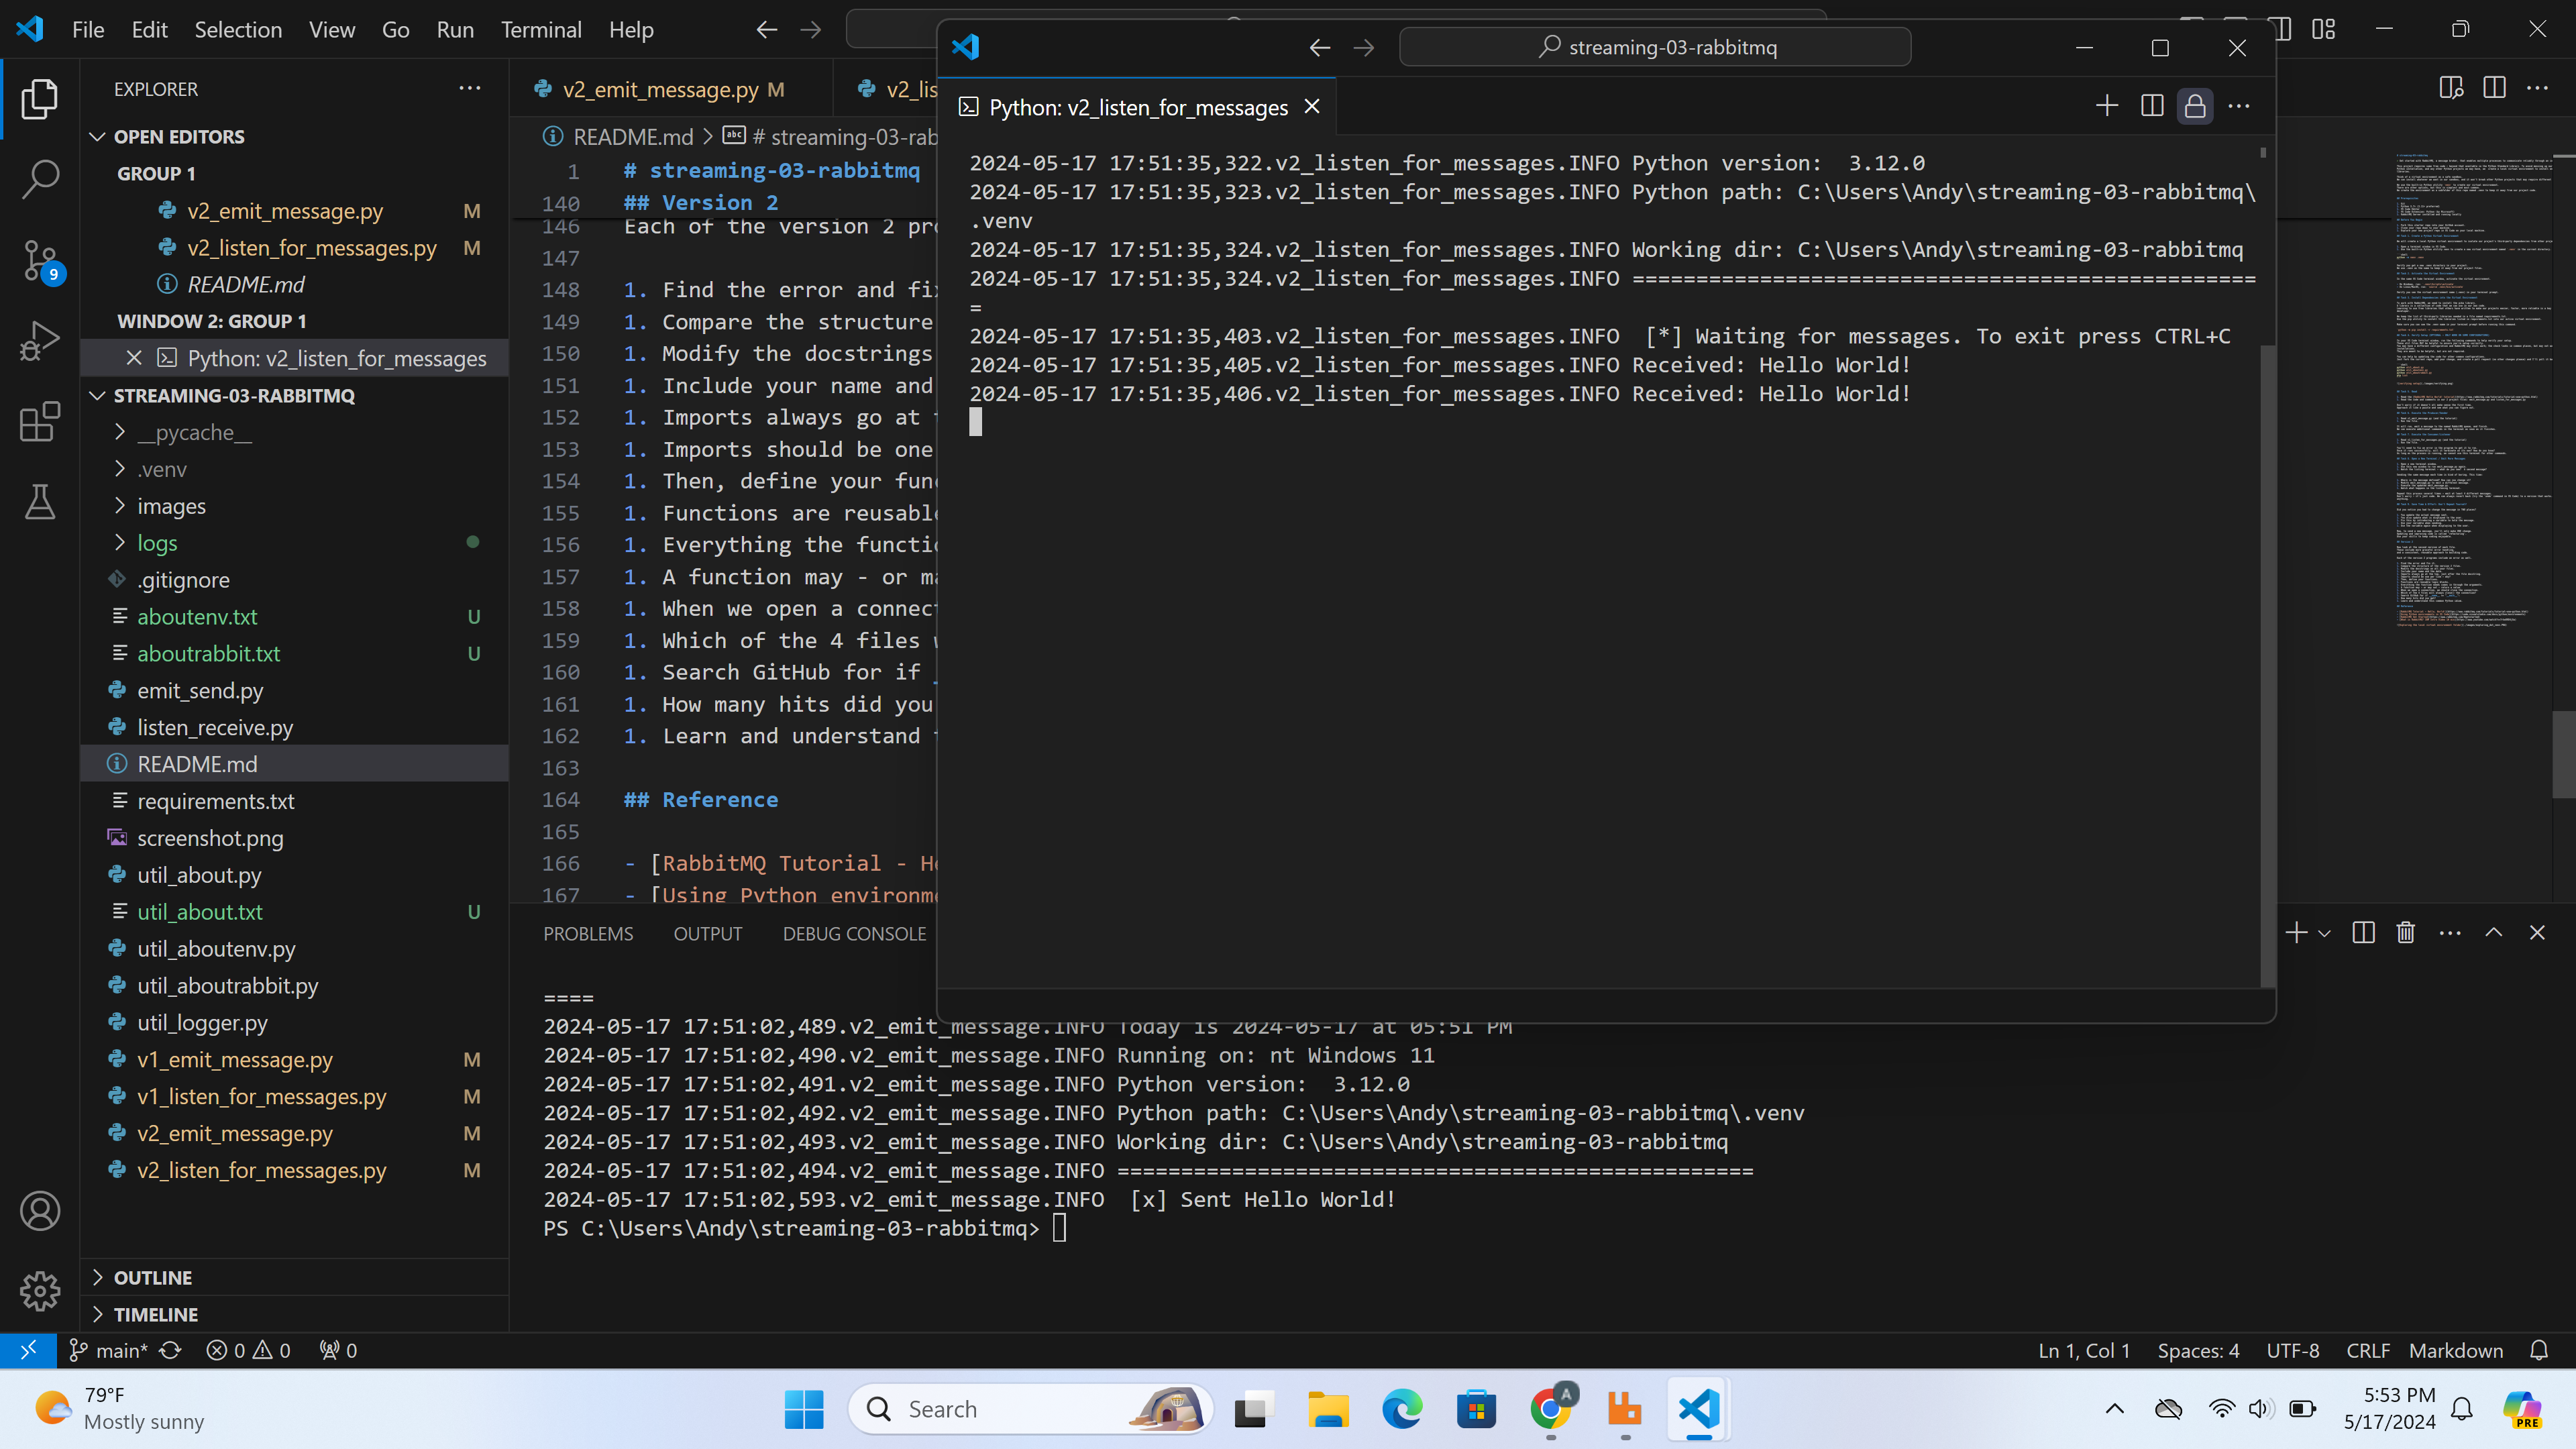 File Edit Selection View Go Run Terminal Help
streaming-03-rabbitmq
EXPLORER
OPEN EDITORS
GROUP 1
v2_emit_message.py M
v2_listen_for_messages.py M
README.md
WINDOW 2: GROUP 1
Python: v2_listen_for_messages
STREAMING-03-RABBITMQ
__pycache__
.venv
images
logs
.gitignore
aboutenv.txt U
aboutrabbit.txt U
emit_send.py
listen_receive.py
README.md
requirements.txt
screenshot.png
util_about.py
util_about.txt U
util_aboutenv.py
util_aboutrabbit.py
util_logger.py
v1_emit_message.py M
v1_listen_for_messages.py M
v2_emit_message.py M
v2_listen_for_messages.py M
OUTLINE
TIMELINE
9
v2_emit_message.py M
v2_lis
README.md > # streaming-03-rab
1 # streaming-03-rabbitmq
140 ## Version 2
146 Each of the version 2 pro
147
148 1. Find the error and fix
149 1. Compare the structure
150 1. Modify the docstrings
151 1. Include your name and
152 1. Imports always go at
153 1. Imports should be one
154 1. Then, define your fun
155 1. Functions are reusabl
156 1. Everything the functio
157 1. A function may - or ma
158 1. When we open a connect
159 1. Which of the 4 files
160 1. Search GitHub for if _
161 1. How many hits did you
162 1. Learn and understand
163
164 ## Reference
165
166 - [RabbitMQ Tutorial - He
167 - [Using Python environme
Python: v2_listen_for_messages
2024-05-17 17:51:35,322.v2_listen_for_messages.INFO Python version:  3.12.0
2024-05-17 17:51:35,323.v2_listen_for_messages.INFO Python path: C:\Users\Andy\streaming-03-rabbitmq\
.venv
2024-05-17 17:51:35,324.v2_listen_for_messages.INFO Working dir: C:\Users\Andy\streaming-03-rabbitmq
2024-05-17 17:51:35,324.v2_listen_for_messages.INFO =================================================
=
2024-05-17 17:51:35,403.v2_listen_for_messages.INFO  [*] Waiting for messages. To exit press CTRL+C
2024-05-17 17:51:35,405.v2_listen_for_messages.INFO Received: Hello World!
2024-05-17 17:51:35,406.v2_listen_for_messages.INFO Received: Hello World!
PROBLEMS OUTPUT DEBUG CONSOLE
====
2024-05-17 17:51:02,489.v2_emit_message.INFO Today is 2024-05-17 at 05:51 PM
2024-05-17 17:51:02,490.v2_emit_message.INFO Running on: nt Windows 11
2024-05-17 17:51:02,491.v2_emit_message.INFO Python version:  3.12.0
2024-05-17 17:51:02,492.v2_emit_message.INFO Python path: C:\Users\Andy\streaming-03-rabbitmq\.venv
2024-05-17 17:51:02,493.v2_emit_message.INFO Working dir: C:\Users\Andy\streaming-03-rabbitmq
2024-05-17 17:51:02,494.v2_emit_message.INFO ==================================================
2024-05-17 17:51:02,593.v2_emit_message.INFO  [x] Sent Hello World!
PS C:\Users\Andy\streaming-03-rabbitmq>
main* 0 0 0
Ln 1, Col 1 Spaces: 4 UTF-8 CRLF Markdown
79°F
Mostly sunny
Search
A
5:53 PM
5/17/2024
PRE